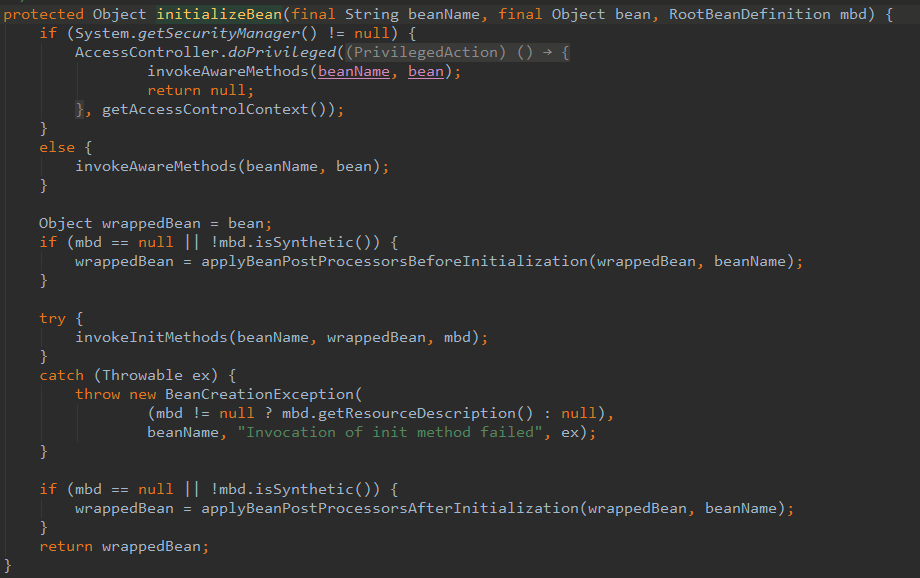 protected Object initializeBean(final String beanName, final Object bean, RootBeanDefinition mbd) {
    if (System.getSecurityManager() != null) {
        AccessController.doPrivileged((PrivilegedAction) () → {
                invokeAwareMethods(beanName, bean);
                return null;
        }, getAccessControlContext());
    }
    else {
        invokeAwareMethods(beanName, bean);
    }

    Object wrappedBean = bean;
    if (mbd == null || !mbd.isSynthetic()) {
        wrappedBean = applyBeanPostProcessorsBeforeInitialization(wrappedBean, beanName);
    }

    try {
        invokeInitMethods(beanName, wrappedBean, mbd);
    }
    catch (Throwable ex) {
        throw new BeanCreationException(
                (mbd != null ? mbd.getResourceDescription() : null),
                beanName, "Invocation of init method failed", ex);
    }

    if (mbd == null || !mbd.isSynthetic()) {
        wrappedBean = applyBeanPostProcessorsAfterInitialization(wrappedBean, beanName);
    }
    return wrappedBean;
}